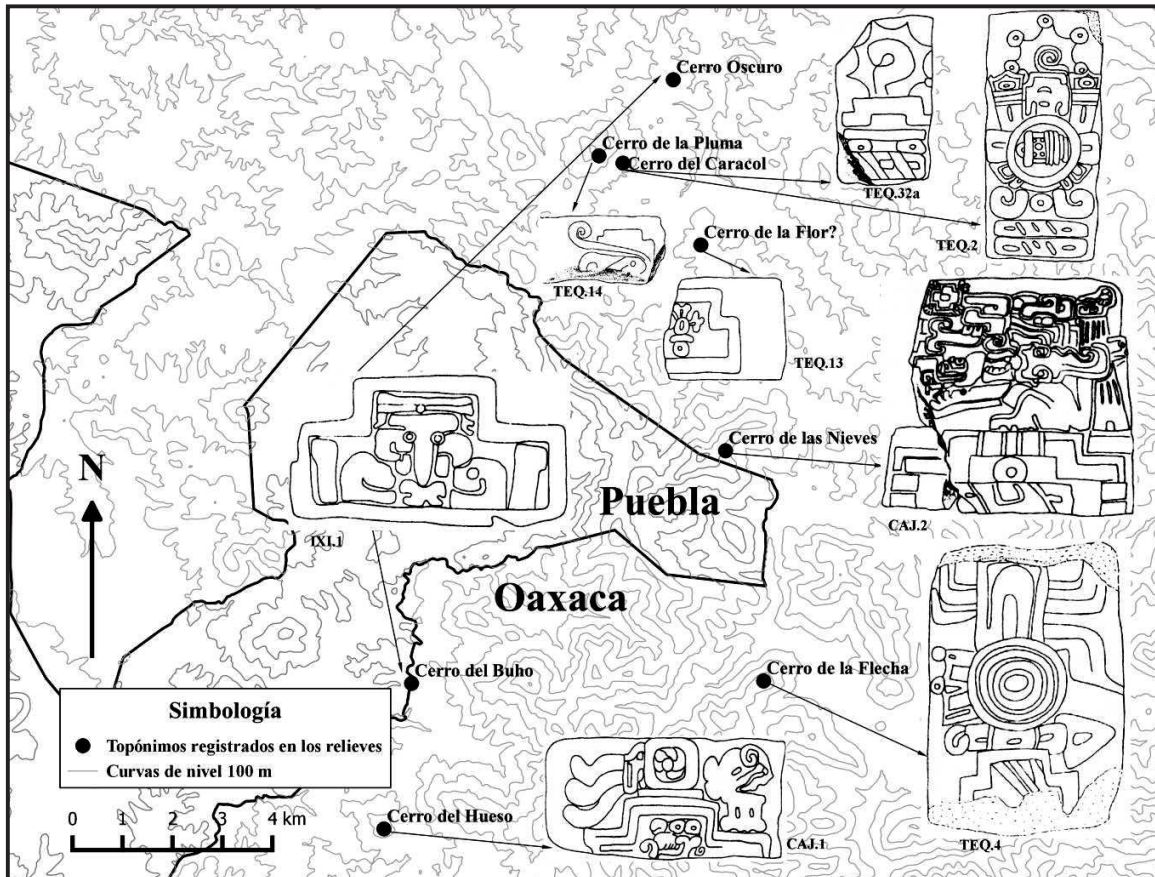 Cerro Oscuro
Cerro de la Pluma
Cerro del Caracol
TEQ.32a
Cerro de la Flor?
TEQ.2
TEQ.14
TEQ.13
Cerro de las Nieves
N
Puebla
CAJ.2
IXI.1
Oaxaca
Cerro del Buho
Cerro de la Flecha
Simbología
Topónimos registrados en los relieves
Curvas de nivel 100 m
0 1 2 3 4 km
Cerro del Hueso
CAJ.1
TEQ.4